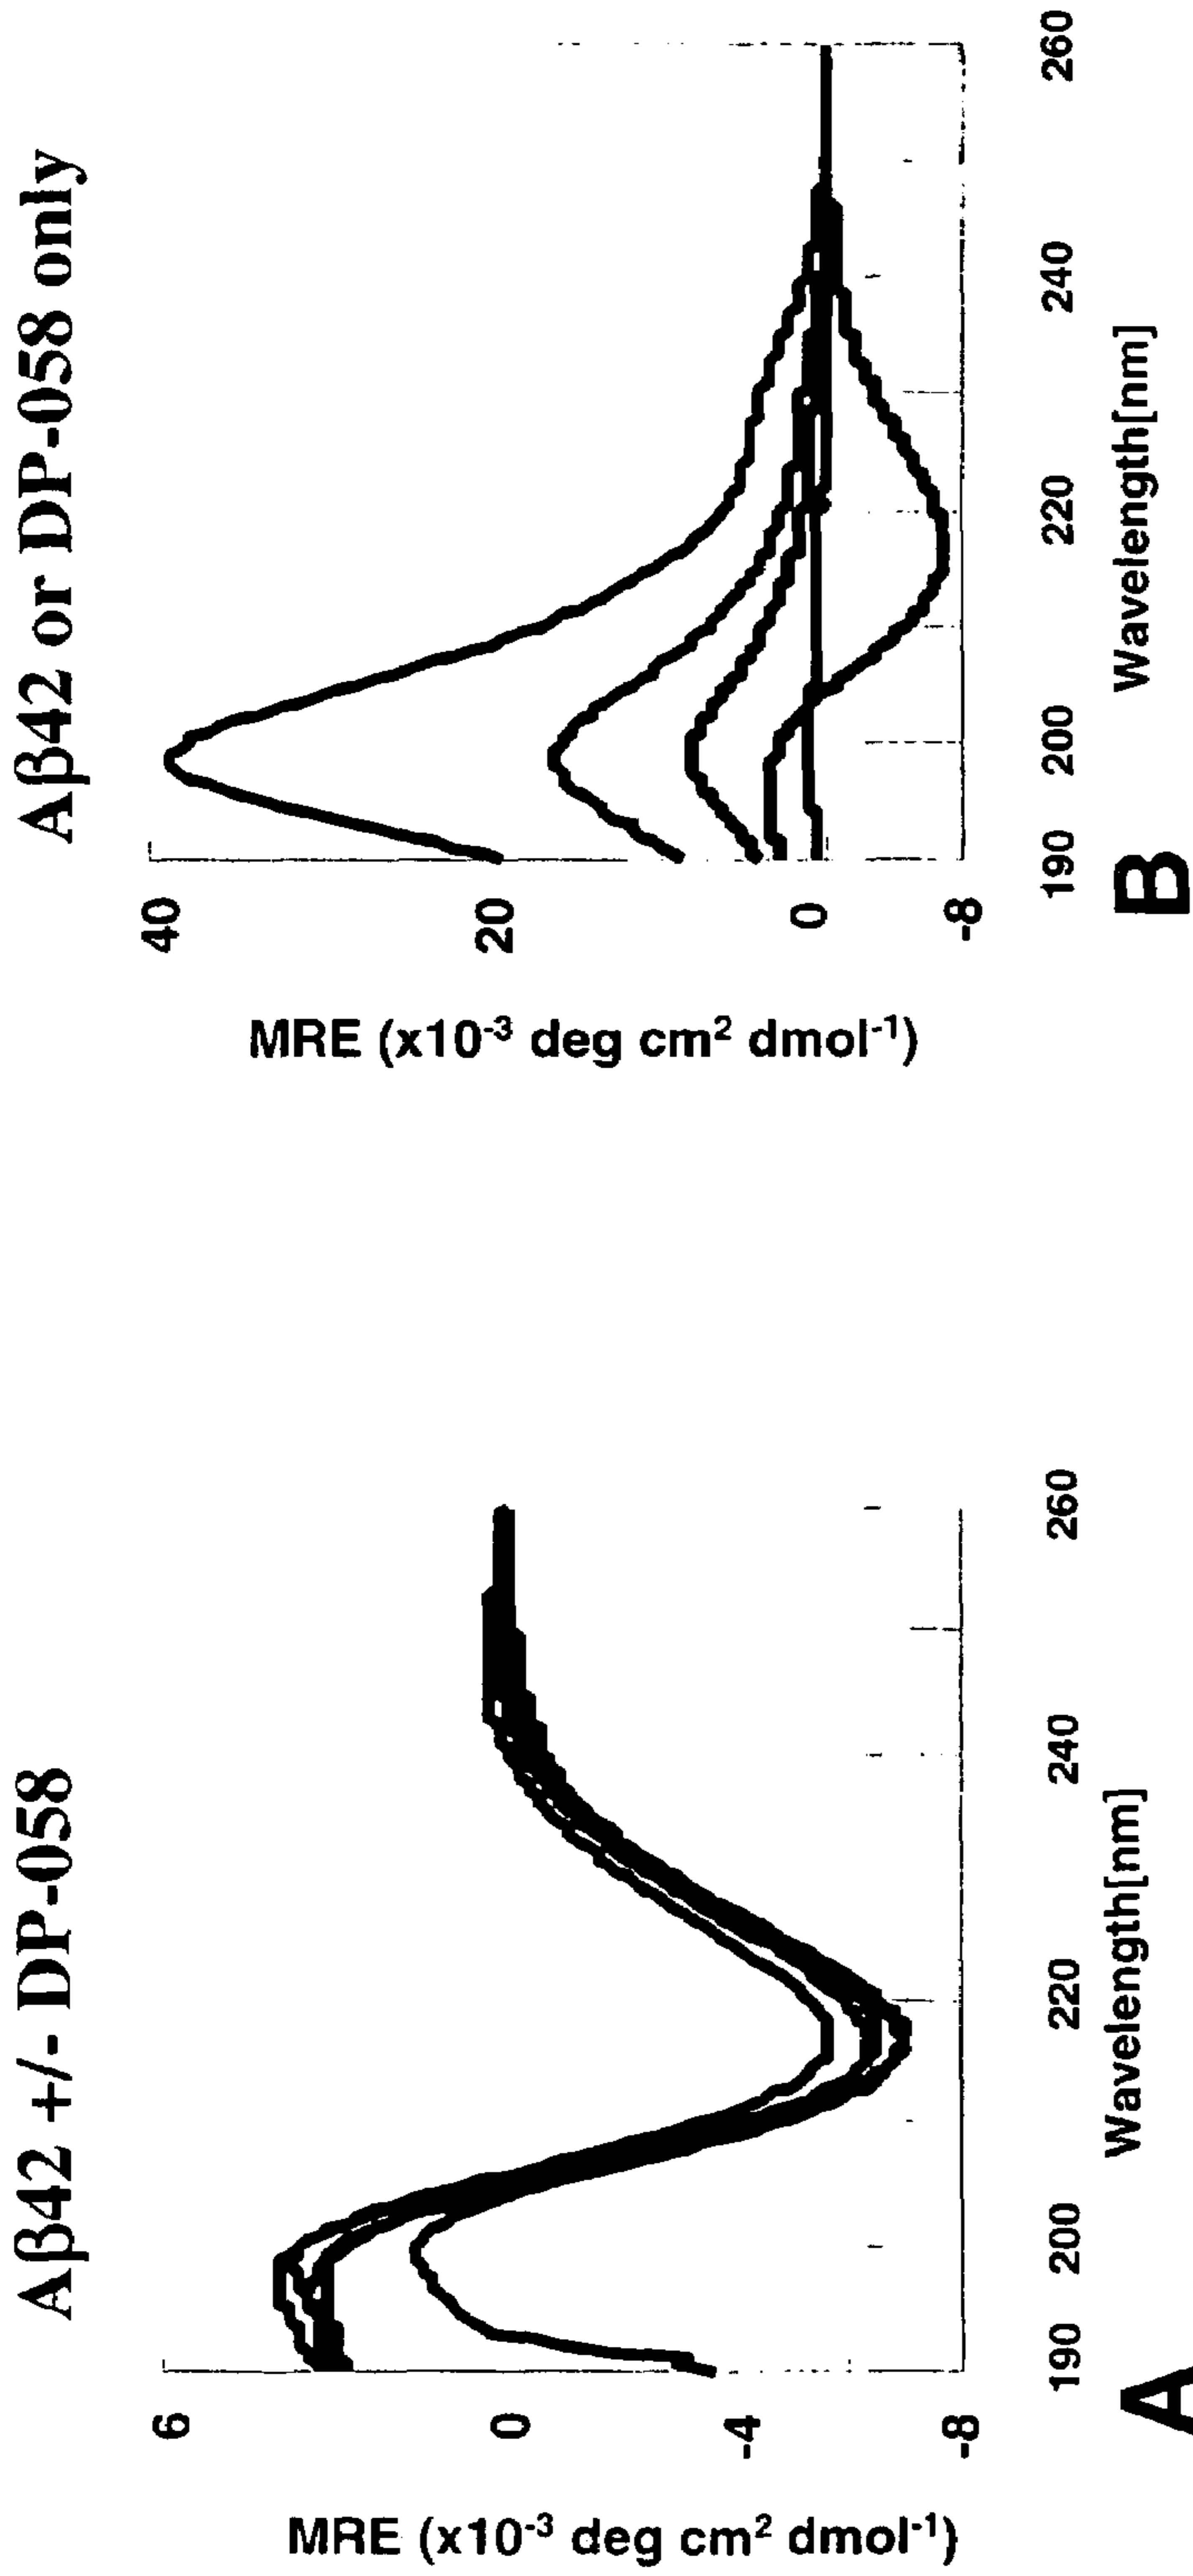 Aβ42 +/- DP-058
MRE (x10⁻³ deg cm² dmol⁻¹)
6
0
-4
-8
190
200
220
240
260
Wavelength[nm]
A
Aβ42 or DP-058 only
MRE (x10⁻³ deg cm² dmol⁻¹)
40
20
0
-8
190
200
220
240
260
Wavelength[nm]
B